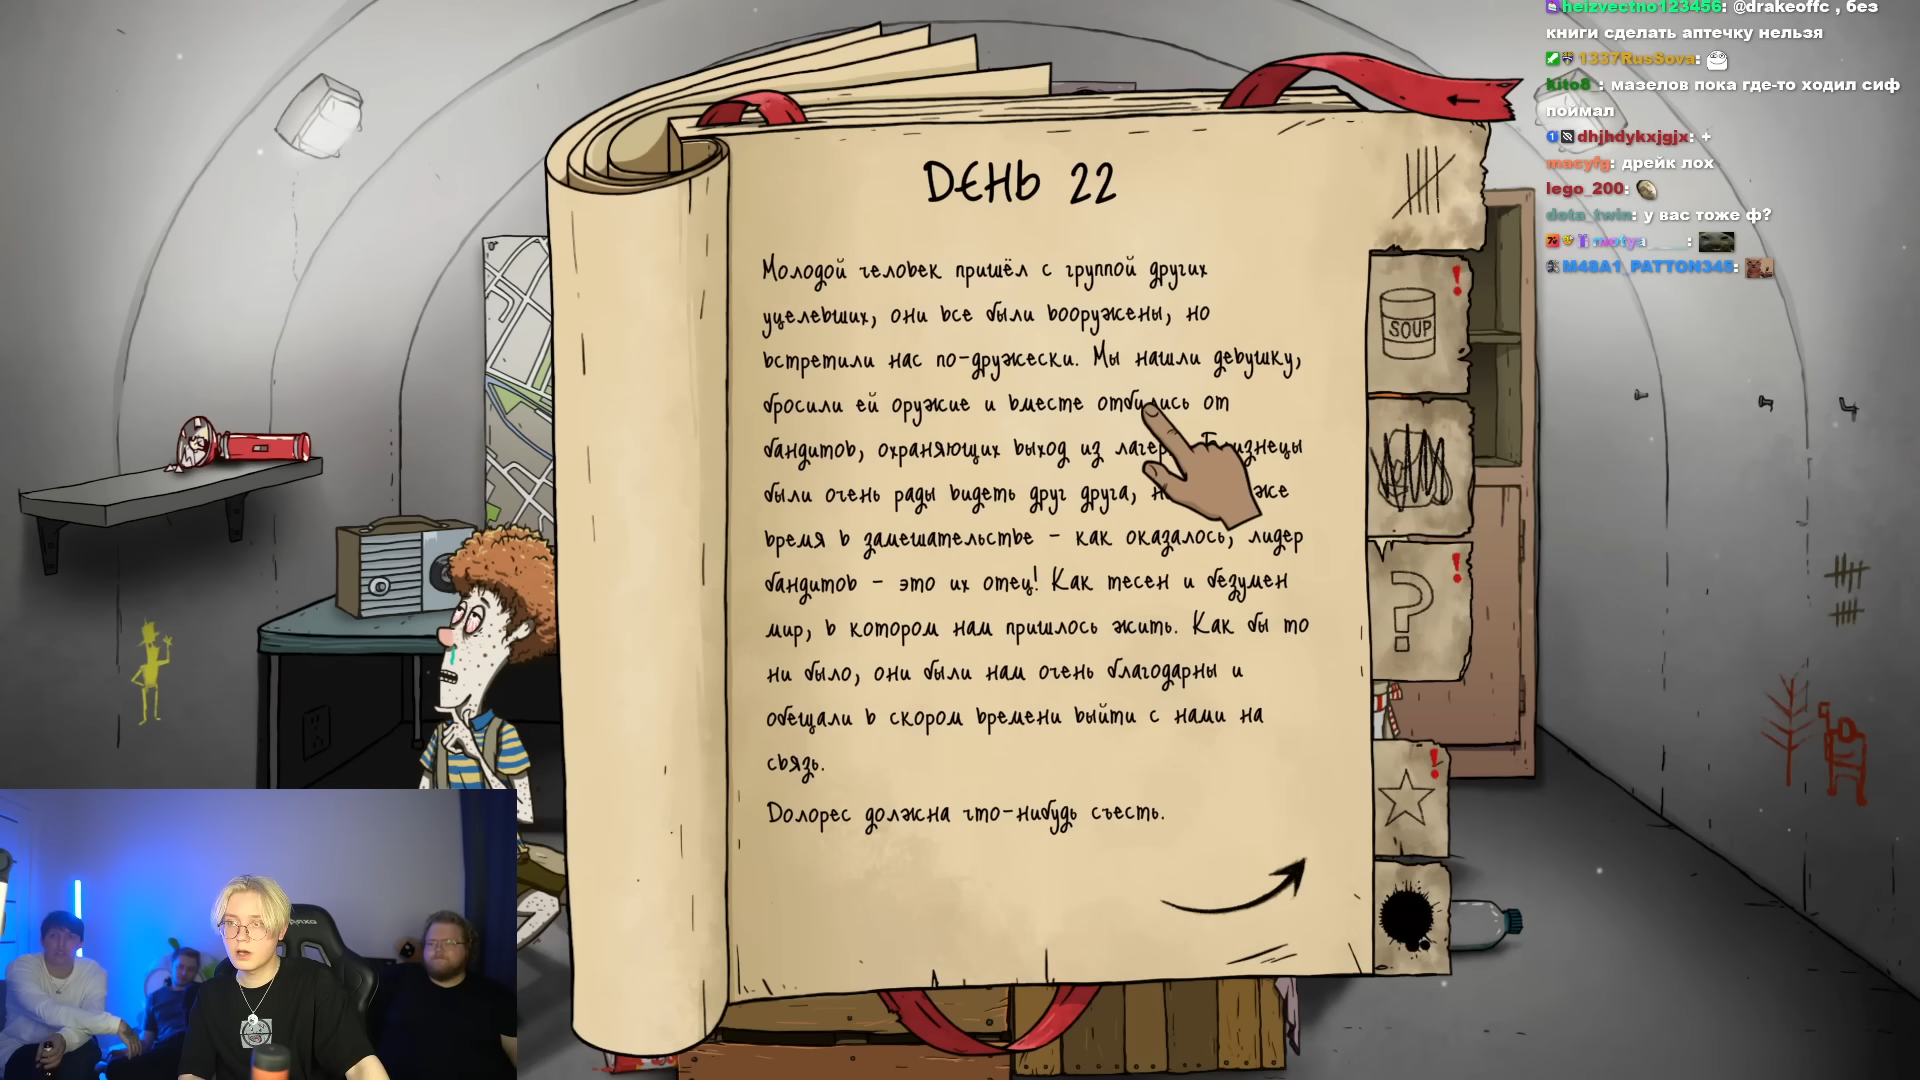 heizvectno123456: @drakeoffc , без
книги сделать аптечку нельзя
1337RusSova:
kito8 : мазелов пока где-то ходил сиф
поймал
dhjhdykxjgjx: +
macyfg: дрейк лох
lego_200:
dota_twin: у вас тоже ф?
motya____:
M48A1_PATTON345:
ДЕНЬ 22
Молодой человек пришёл с группой других
уцелевших, они все были вооружены, но
встретили нас по-дружески. Мы нашли девушку,
бросили ей оружие и вместе отбились от
бандитов, охраняющих выход из
были очень рады видеть друг друга,
время в замешательстве - как оказалось, лидер
бандитов - это их отец! Как тесен и безумен
мир, в котором нам пришлось жить. Как бы то
ни было, они были нам очень благодарны и
обещали в скором времени выйти с нами на
связь.
Долорес должна что-нибудь съесть.
SOUP
!
?
!
!